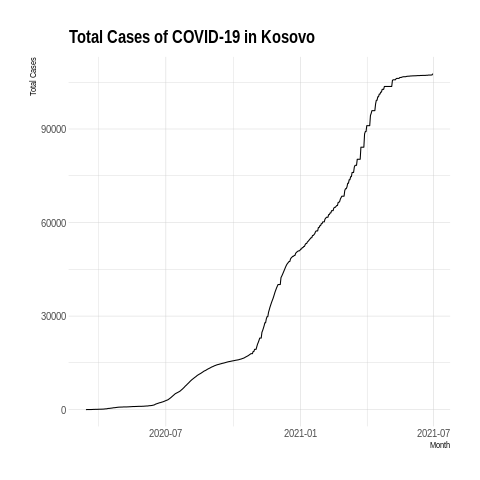 Total Cases of COVID-19 in Kosovo
Total Cases
90000
60000
30000
0
2020-07
2021-01
2021-07
Month